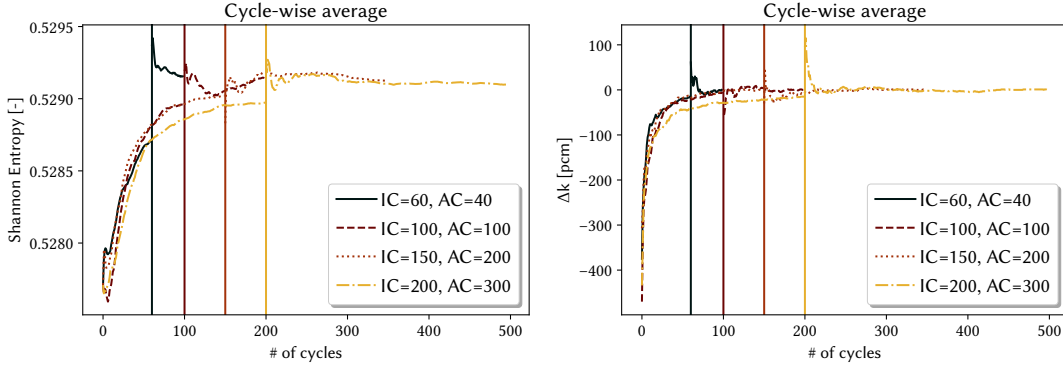 Cycle-wise average
0.5295
0.5290
0.5285
0.5280
Shannon Entropy [-]
0
100
200
300
400
500
# of cycles
IC=60, AC=40
IC=100, AC=100
IC=150, AC=200
IC=200, AC=300
Cycle-wise average
100
0
−100
−200
−300
−400
Δk [pcm]
0
100
200
300
400
500
# of cycles
IC=60, AC=40
IC=100, AC=100
IC=150, AC=200
IC=200, AC=300